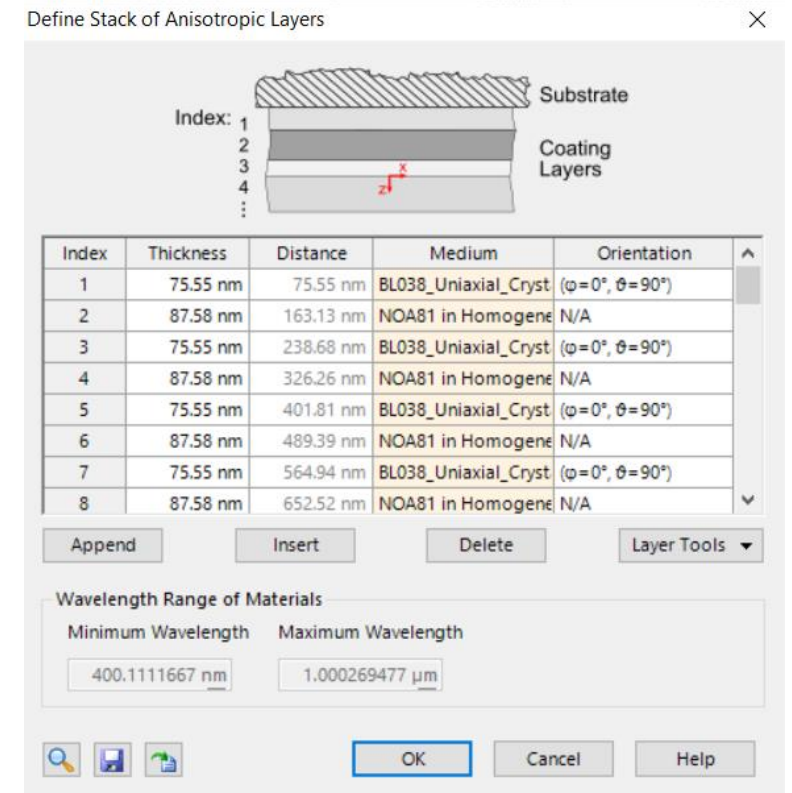 Define Stack of Anisotropic Layers
Substrate
Index: 1
2
3
4
⋮
Coating
Layers
x
z
Index Thickness Distance Medium Orientation
1 75.55 nm 75.55 nm BL038_Uniaxial_Cryst (φ=0°, θ=90°)
2 87.58 nm 163.13 nm NOA81 in Homogene N/A
3 75.55 nm 238.68 nm BL038_Uniaxial_Cryst (φ=0°, θ=90°)
4 87.58 nm 326.26 nm NOA81 in Homogene N/A
5 75.55 nm 401.81 nm BL038_Uniaxial_Cryst (φ=0°, θ=90°)
6 87.58 nm 489.39 nm NOA81 in Homogene N/A
7 75.55 nm 564.94 nm BL038_Uniaxial_Cryst (φ=0°, θ=90°)
8 87.58 nm 652.52 nm NOA81 in Homogene N/A
Append Insert Delete Layer Tools
Wavelength Range of Materials
Minimum Wavelength Maximum Wavelength
400.1111667 nm 1.000269477 µm
OK Cancel Help